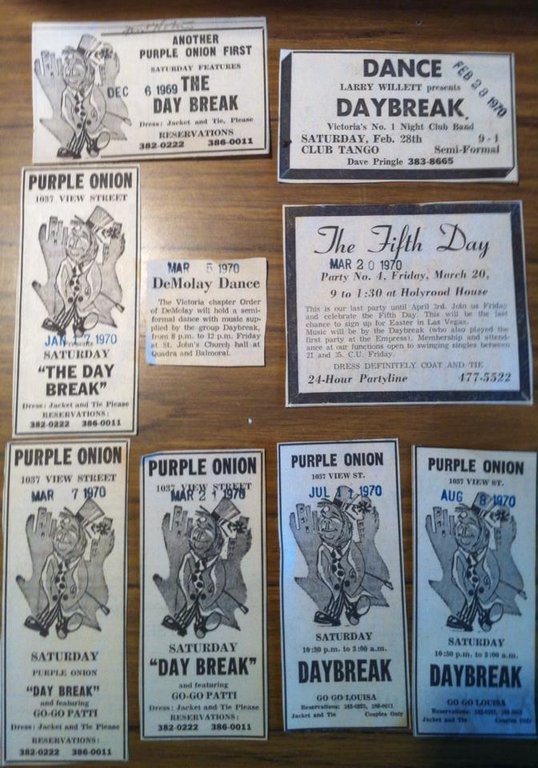 ANOTHER
PURPLE ONION FIRST
SATURDAY FEATURES
DEC 6 1969
THE
DAY BREAK
Dress: Jacket and Tie, Please
RESERVATIONS
382-0222 386-0011
FEB 28 1970
DANCE
LARRY WILLETT presents
DAYBREAK
Victoria's No. 1 Night Club Band
SATURDAY, Feb. 28th 9 - 1
CLUB TANGO Semi-Formal
Dave Pringle 383-8665
PURPLE ONION
1037 VIEW STREET
JAN 7 1970
SATURDAY
"THE DAY
BREAK"
Dress: Jacket and Tie Please
RESERVATIONS:
382-0222 386-0011
MAR 5 1970
DeMolay Dance
The Victoria chapter Order
of DeMolay will hold a semi-
formal dance with music sup-
plied by the group Daybreak,
from 8 p.m. to 12 p.m. Friday
at St. John's Church hall at
Quadra and Balmoral.
The Fifth Day
MAR 20 1970
Party No. 4, Friday, March 20,
9 to 1:30 at Holyrood House
This is our last party until April 3rd. Join us Friday
and celebrate the Fifth Day. This will be the last
chance to sign up for Easter in Las Vegas.
Music will be by the Daybreak (who also played the
first party at the Empress). Membership and attend-
ance at our functions open to swinging singles between
21 and 35. C.U. Friday.
DRESS DEFINITELY COAT AND TIE
24-Hour Partyline 477-5522
PURPLE ONION
1037 VIEW STREET
MAR 7 1970
SATURDAY
PURPLE ONION
"DAY BREAK"
and featuring
GO-GO PATTI
Dress: Jacket and Tie, Please
RESERVATIONS:
382-0222 386-0011
PURPLE ONION
1037 VIEW STREET
MAR 21 1970
SATURDAY
"DAY BREAK"
and featuring
GO-GO PATTI
Dress: Jacket and Tie, Please
RESERVATIONS:
382-0222 386-0011
PURPLE ONION
1037 VIEW ST.
JUL 1970
SATURDAY
10:30 p.m. to 3:00 a.m.
DAYBREAK
GO GO LOUISA
Reservations:
Jacket and Tie Couples Only
PURPLE ONION
1037 VIEW ST.
AUG 8 1970
SATURDAY
10:30 p.m. to 3:00 a.m.
DAYBREAK
GO GO LOUISA
Reservations:
Jacket and Tie Couples Only